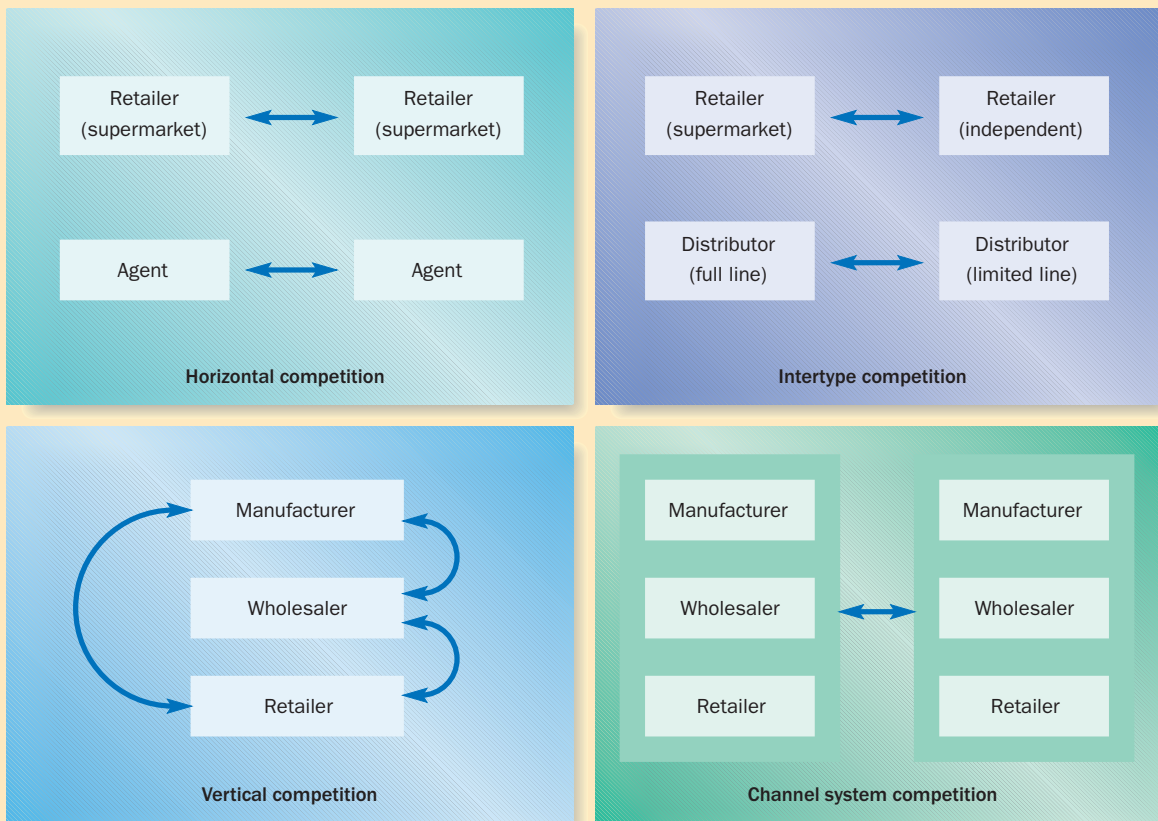 Retailer
(supermarket)
Retailer
(supermarket)
Agent
Agent
Horizontal competition
Retailer
(supermarket)
Retailer
(independent)
Distributor
(full line)
Distributor
(limited line)
Intertype competition
Manufacturer
Wholesaler
Retailer
Vertical competition
Manufacturer
Wholesaler
Retailer
Manufacturer
Wholesaler
Retailer
Channel system competition